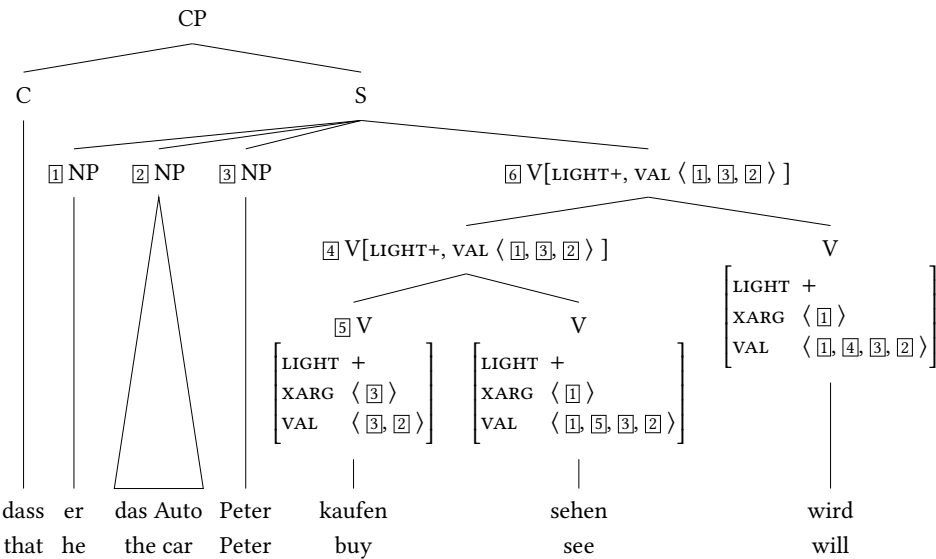 CP
C S
1 NP 2 NP 3 NP 6 V[LIGHT+, VAL ⟨ 1, 3, 2 ⟩ ]
4 V[LIGHT+, VAL ⟨ 1, 3, 2 ⟩ ] V
LIGHT +
XARG ⟨ 1 ⟩
VAL ⟨ 1, 4, 3, 2 ⟩
5 V V
LIGHT + LIGHT +
XARG ⟨ 3 ⟩ XARG ⟨ 1 ⟩
VAL ⟨ 3, 2 ⟩ VAL ⟨ 1, 5, 3, 2 ⟩
dass er das Auto Peter kaufen sehen wird
that he the car Peter buy see will